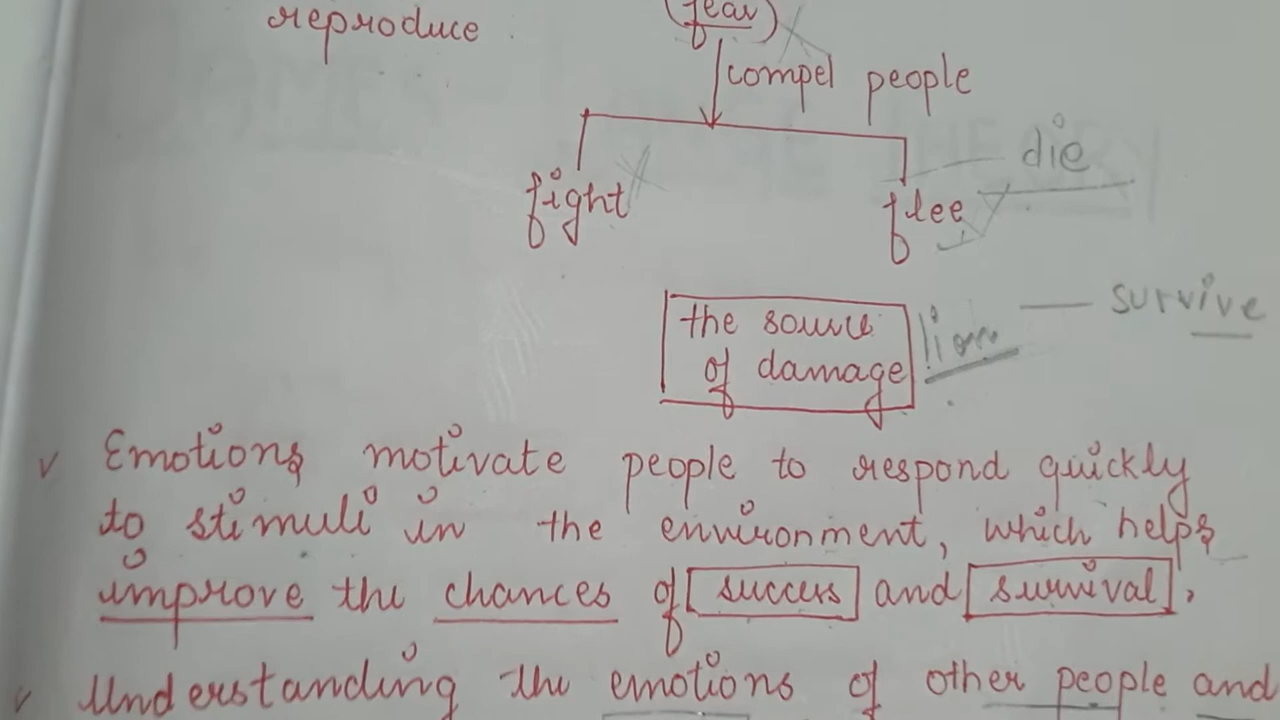 reproduce
(fear)
compel people
fight
flee
die
the source
of damage
lion
survive
Emotions motivate people to respond quickly
to stimuli in the environment, which helps
improve the chances of success and survival,
Understanding the emotions of other people and